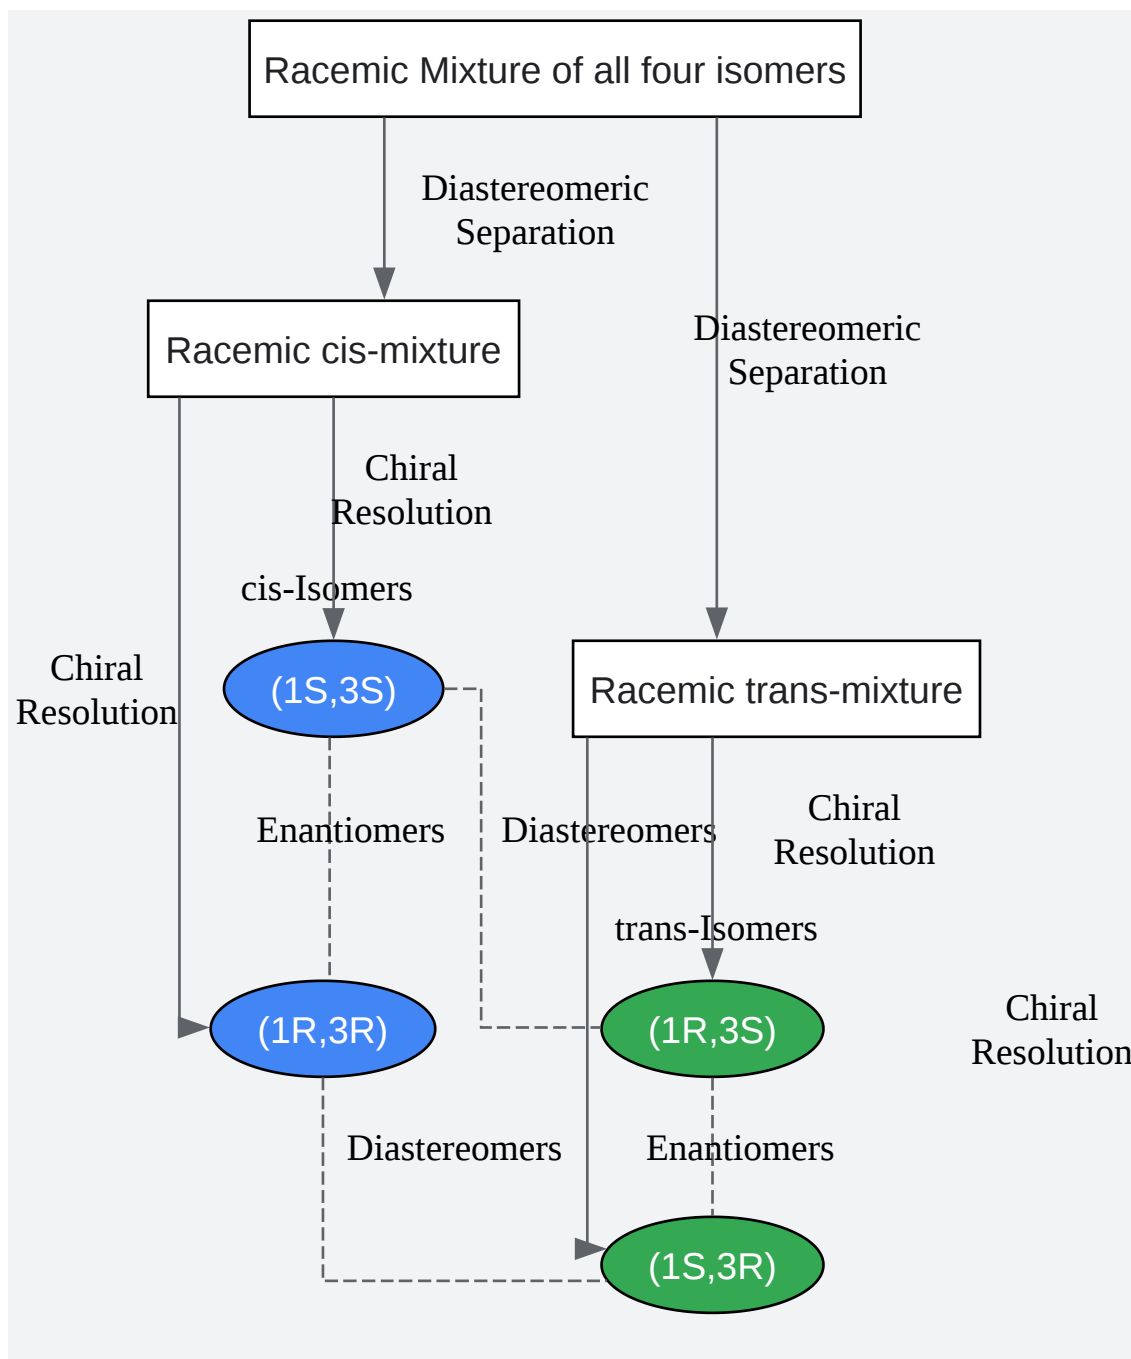 Racemic Mixture of all four isomers
Diastereomeric
Separation
Diastereomeric
Separation
Racemic cis-mixture
Chiral
Resolution
cis-Isomers
Chiral
Resolution
(1S,3S)
Racemic trans-mixture
Enantiomers
Diastereomers
Chiral
Resolution
trans-Isomers
(1R,3R)
(1R,3S)
Chiral
Resolution
Diastereomers
Enantiomers
(1S,3R)